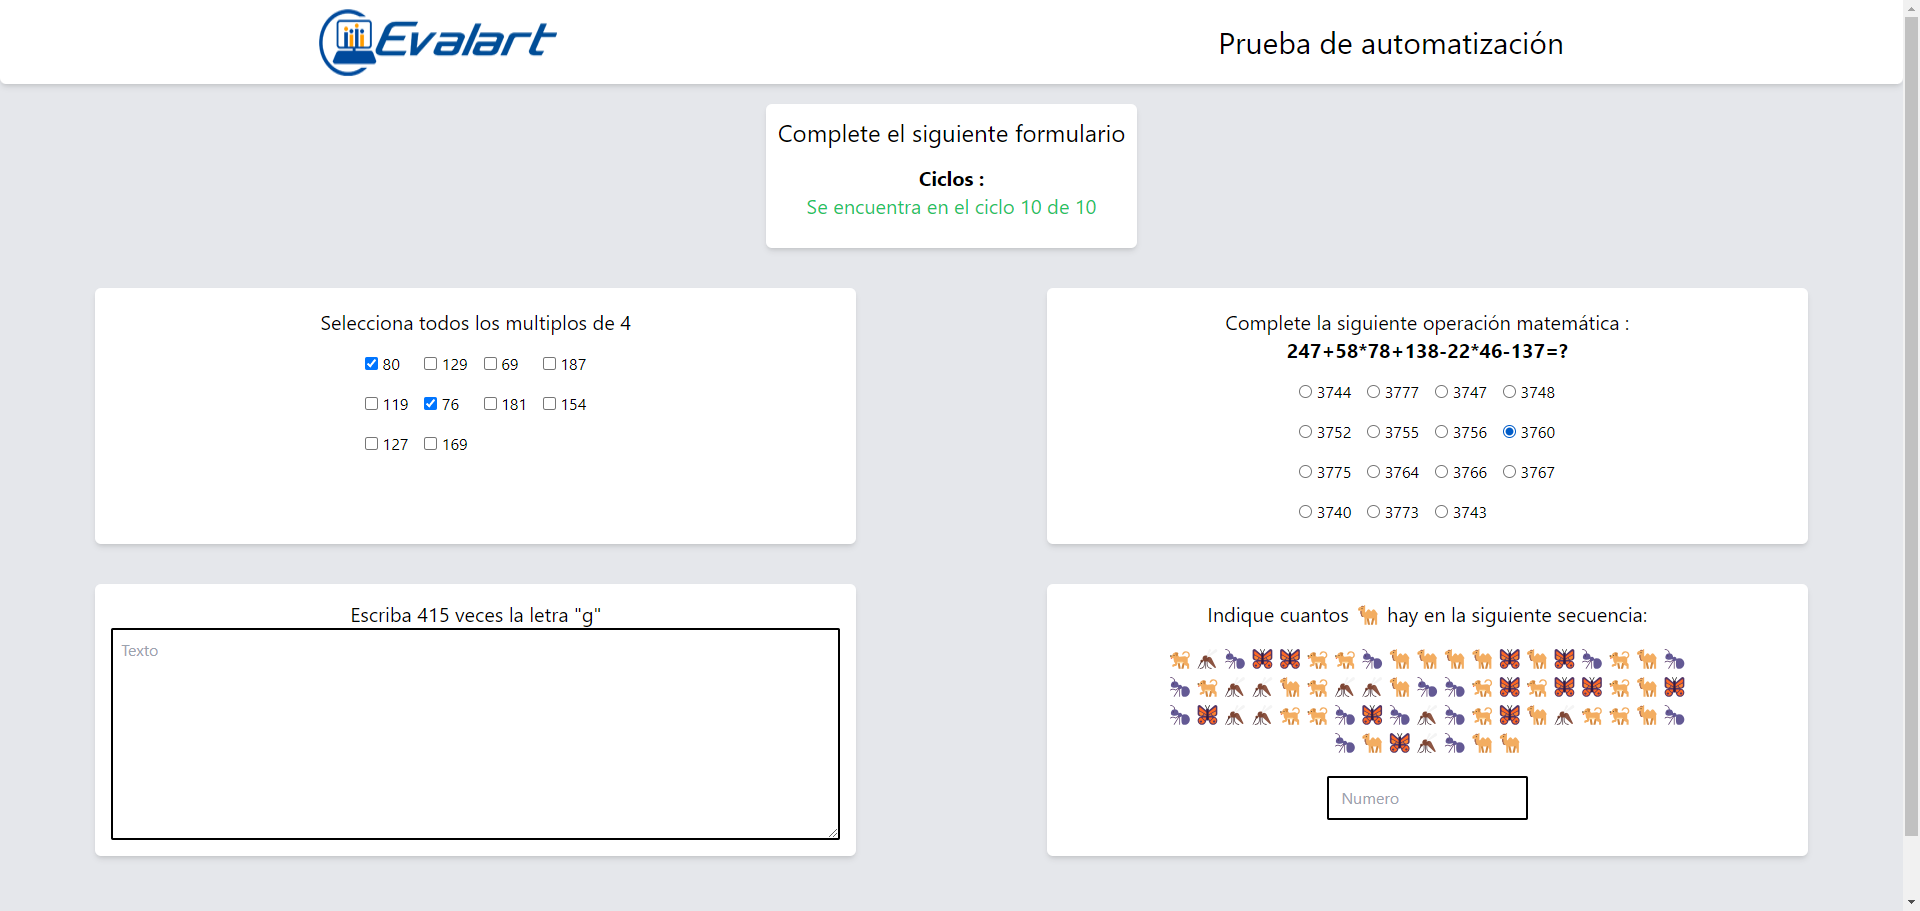 Evalart
Prueba de automatización
Complete el siguiente formulario
Ciclos :
Se encuentra en el ciclo 10 de 10
Selecciona todos los multiplos de 4
80 129 69 187
119 76 181 154
127 169
Complete la siguiente operación matemática :
247+58*78+138-22*46-137=?
3744 3777 3747 3748
3752 3755 3756 3760
3775 3764 3766 3767
3740 3773 3743
Escriba 415 veces la letra "g"
Texto
Indique cuantos 🐪 hay en la siguiente secuencia:
Numero